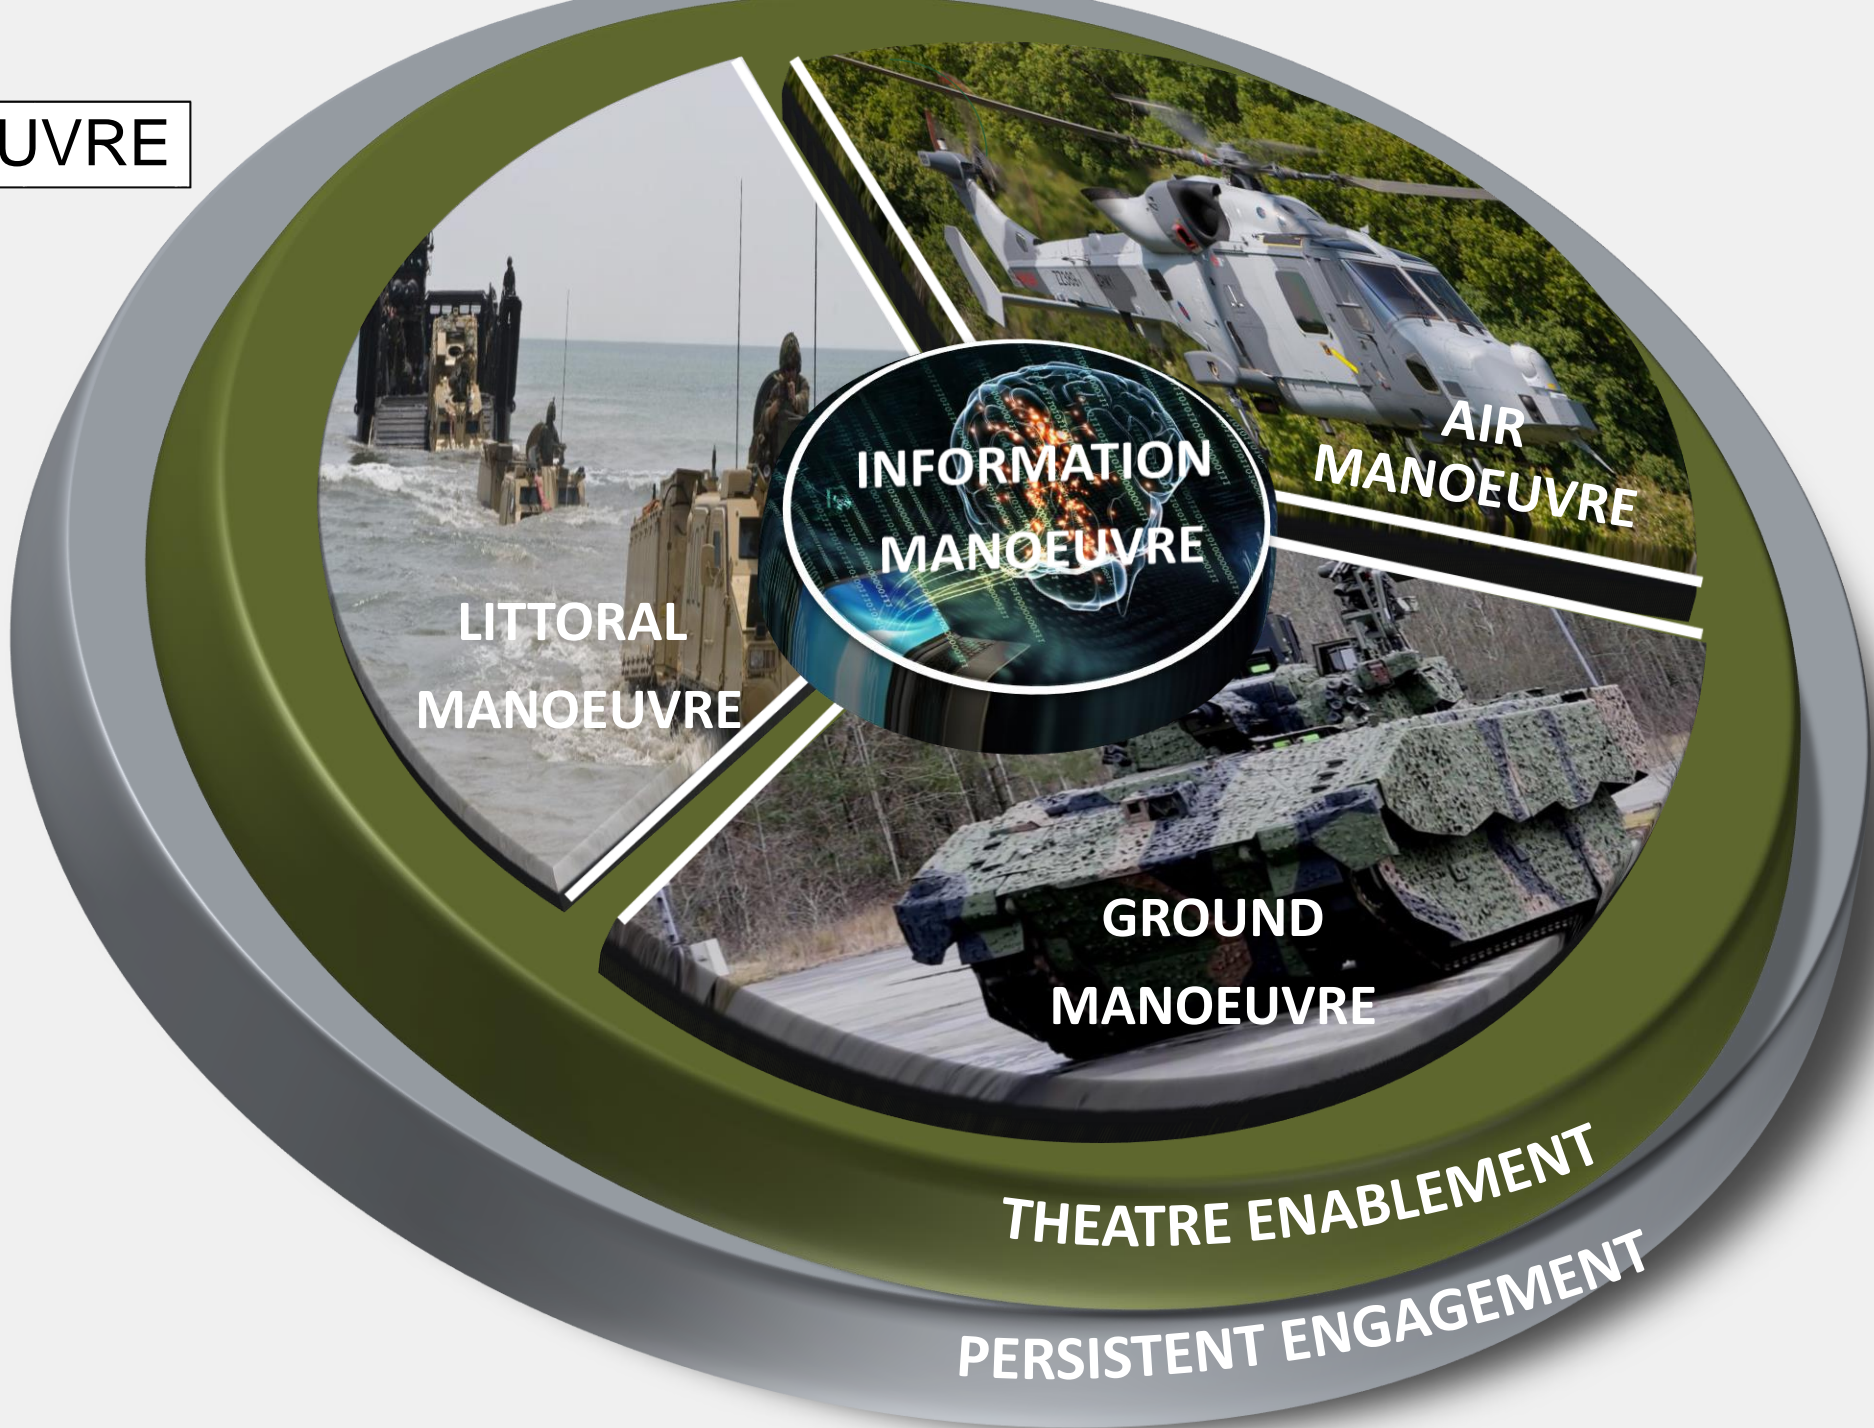 UVRE
AIR
MANOEUVRE
INFORMATION
MANOEUVRE
LITTORAL
MANOEUVRE
GROUND
MANOEUVRE
THEATRE ENABLEMENT
PERSISTENT ENGAGEMENT